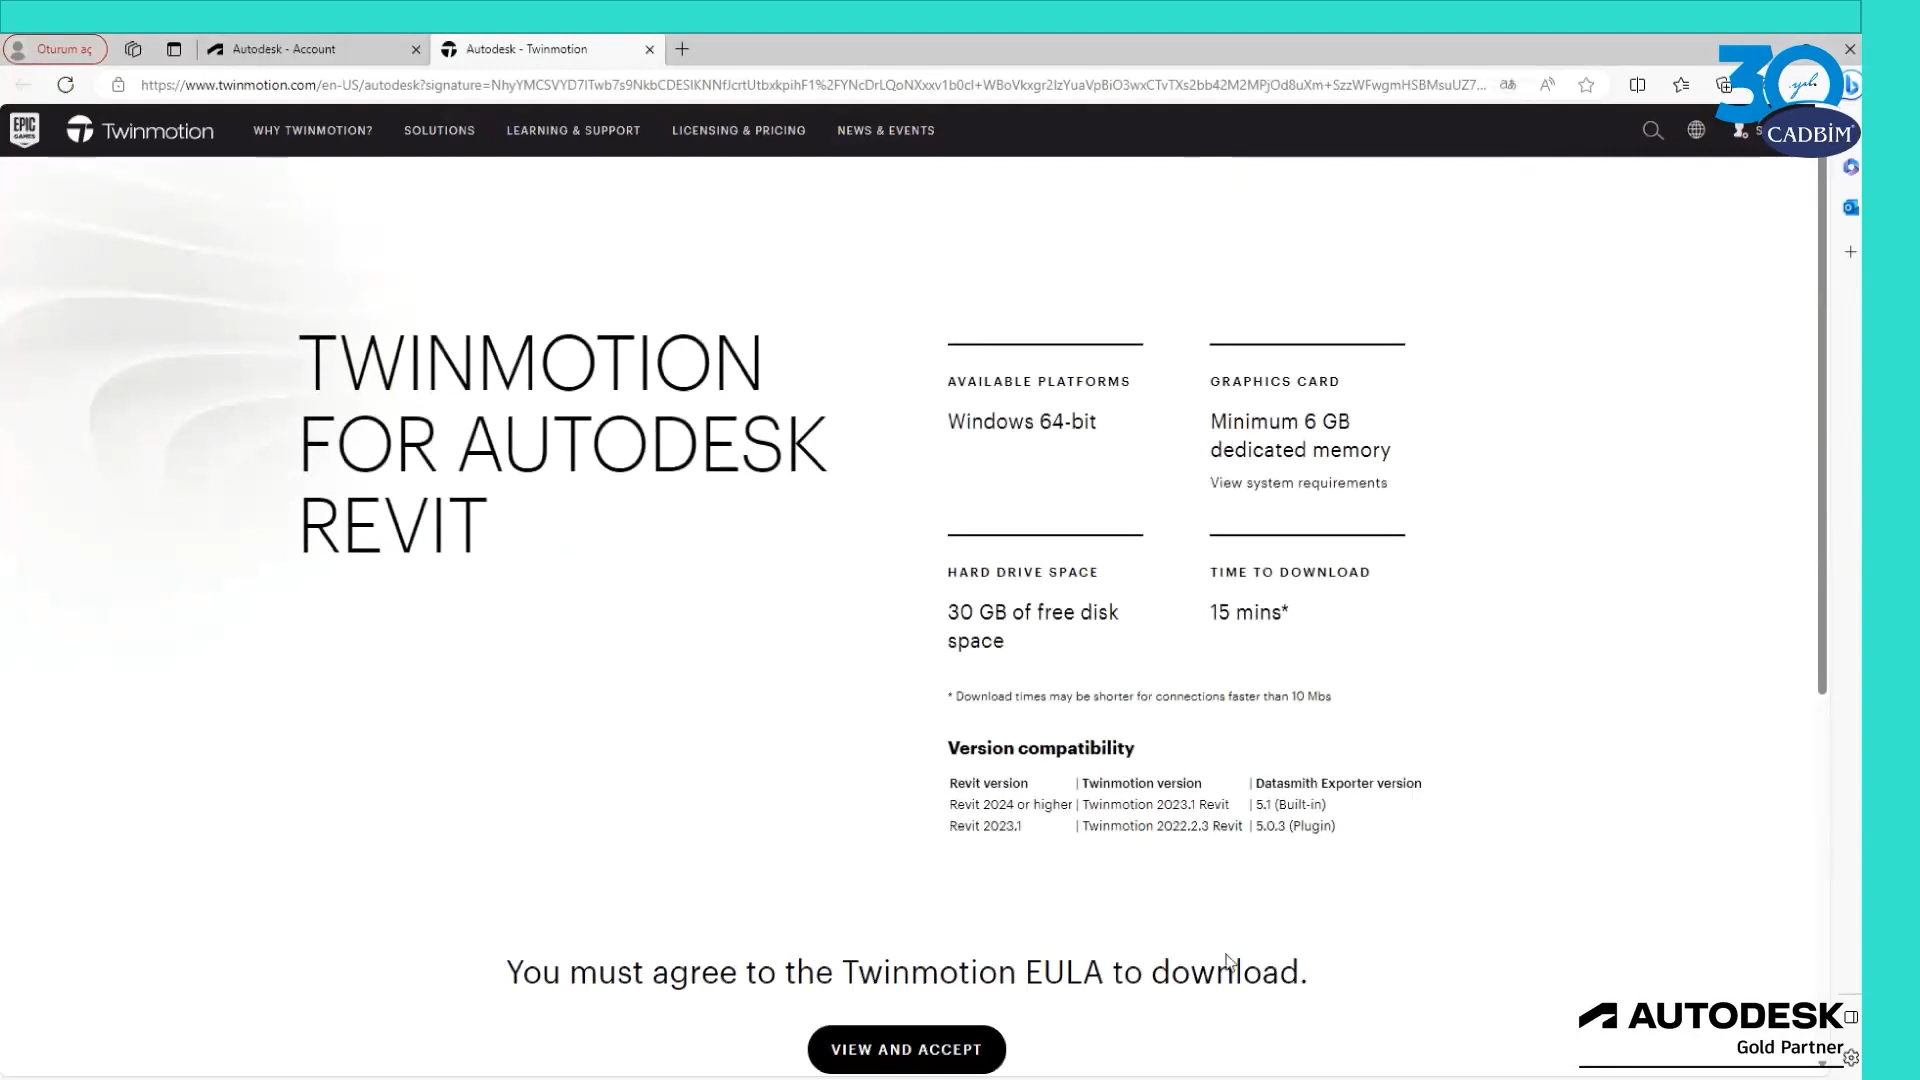 Oturum aç
Autodesk - Account
Autodesk - Twinmotion
https://www.twinmotion.com/en-US/autodesk?signature=
EPIC GAMES
Twinmotion
WHY TWINMOTION?
SOLUTIONS
LEARNING & SUPPORT
LICENSING & PRICING
NEWS & EVENTS
30
CADBİM
TWINMOTION
FOR AUTODESK
REVIT
AVAILABLE PLATFORMS
Windows 64-bit
GRAPHICS CARD
Minimum 6 GB
dedicated memory
View system requirements
HARD DRIVE SPACE
30 GB of free disk
space
TIME TO DOWNLOAD
15 mins*
* Download times may be shorter for connections faster than 10 Mbs
Version compatibility
Revit version | Twinmotion version | Datasmith Exporter version
Revit 2024 or higher | Twinmotion 2023.1 Revit | 5.1 (Built-in)
Revit 2023.1 | Twinmotion 2022.2.3 Revit | 5.0.3 (Plugin)
You must agree to the Twinmotion EULA to download.
VIEW AND ACCEPT
AUTODESK
Gold Partner